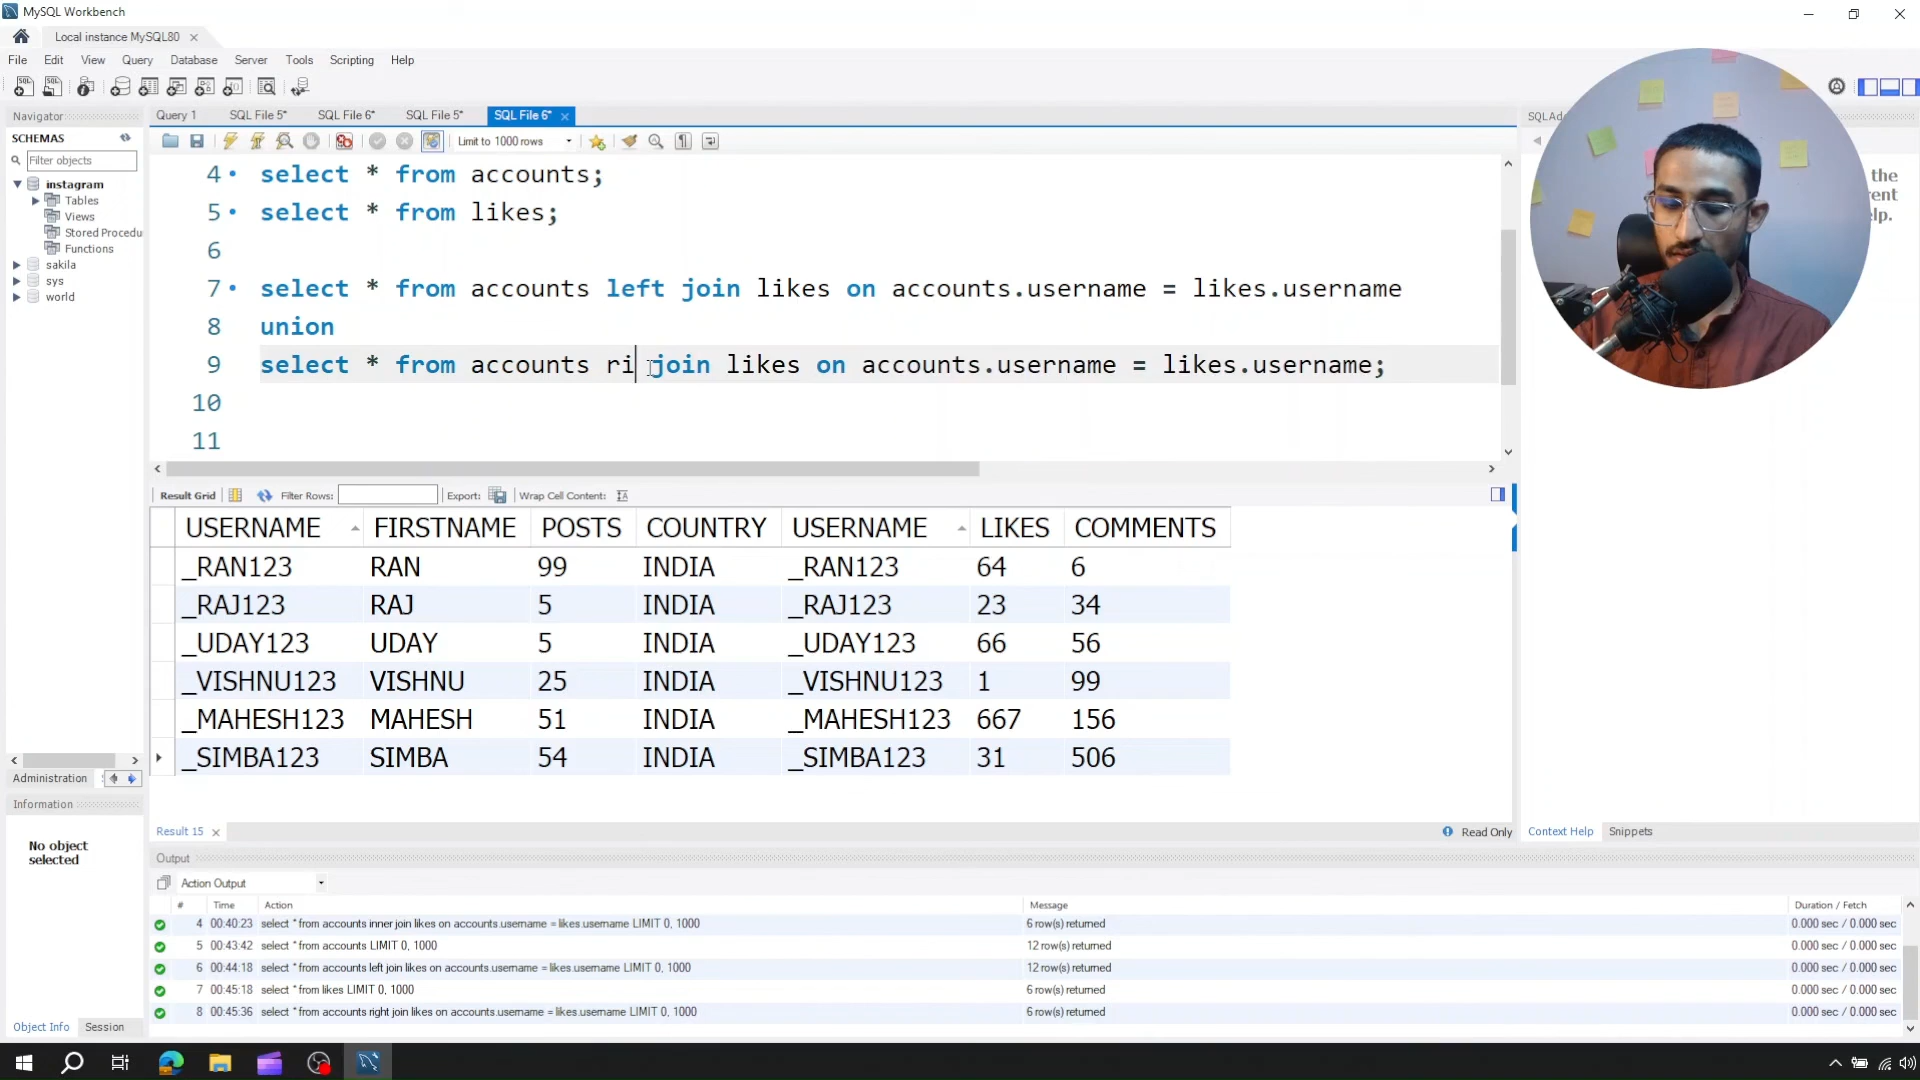 MySQL Workbench
Local instance MySQL80
File Edit View Query Database Server Tools Scripting Help
Navigator
SCHEMAS
Filter objects
instagram
Tables
Views
Stored Procedu
Functions
sakila
sys
world
Administration
Information
No object
selected
Object Info Session
Query 1 SQL File 5* SQL File 6* SQL File 5* SQL File 6*
Limit to 1000 rows
4 select * from accounts;
5 select * from likes;
6
7 select * from accounts left join likes on accounts.username = likes.username
8 union
9 select * from accounts ri join likes on accounts.username = likes.username;
10
11
Result Grid Filter Rows: Export: Wrap Cell Content:
USERNAME FIRSTNAME POSTS COUNTRY USERNAME LIKES COMMENTS
_RAN123 RAN 99 INDIA _RAN123 64 6
_RAJ123 RAJ 5 INDIA _RAJ123 23 34
_UDAY123 UDAY 5 INDIA _UDAY123 66 56
_VISHNU123 VISHNU 25 INDIA _VISHNU123 1 99
_MAHESH123 MAHESH 51 INDIA _MAHESH123 667 156
_SIMBA123 SIMBA 54 INDIA _SIMBA123 31 506
Result 15 Read Only
Output
Action Output
# Time Action Message Duration / Fetch
4 00:40:23 select * from accounts inner join likes on accounts.username = likes.username LIMIT 0, 1000 6 row(s) returned 0.000 sec / 0.000 sec
5 00:43:42 select * from accounts LIMIT 0, 1000 12 row(s) returned 0.000 sec / 0.000 sec
6 00:44:18 select * from accounts left join likes on accounts.username = likes.username LIMIT 0, 1000 12 row(s) returned 0.000 sec / 0.000 sec
7 00:45:18 select * from likes LIMIT 0, 1000 6 row(s) returned 0.000 sec / 0.000 sec
8 00:45:36 select * from accounts right join likes on accounts.username = likes.username LIMIT 0, 1000 6 row(s) returned 0.000 sec / 0.000 sec
the
Context Help Snippets